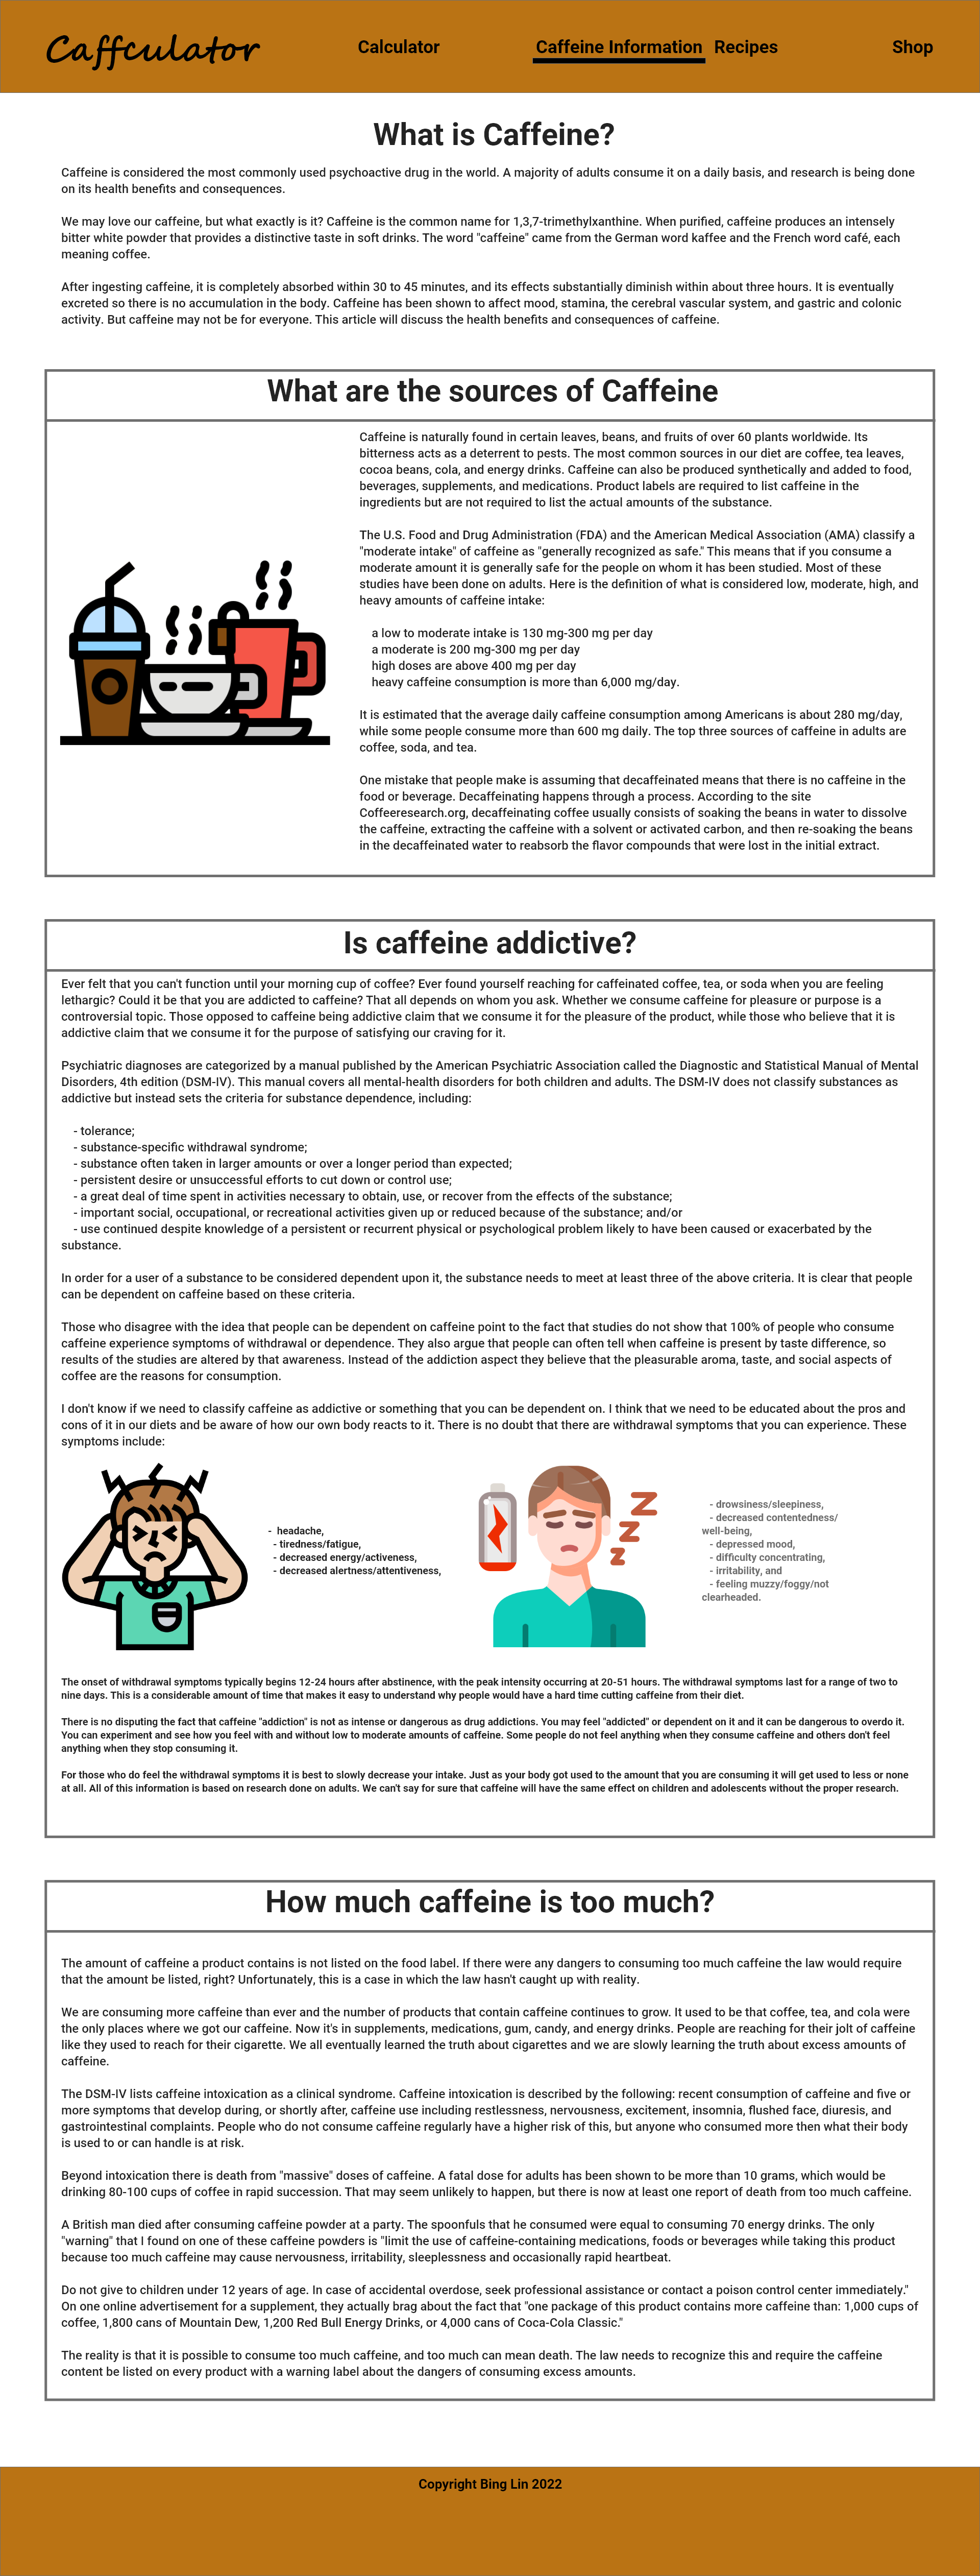 Caffculator
Calculator
Caffeine Information
Recipes
Shop
What is Caffeine?
Caffeine is considered the most commonly used psychoactive drug in the world. A majority of adults consume it on a daily basis, and research is being done
on its health benefits and consequences.
We may love our caffeine, but what exactly is it? Caffeine is the common name for 1,3,7-trimethylxanthine. When purified, caffeine produces an intensely
bitter white powder that provides a distinctive taste in soft drinks. The word "caffeine" came from the German word kaffee and the French word café, each
meaning coffee.
After ingesting caffeine, it is completely absorbed within 30 to 45 minutes, and its effects substantially diminish within about three hours. It is eventually
excreted so there is no accumulation in the body. Caffeine has been shown to affect mood, stamina, the cerebral vascular system, and gastric and colonic
activity. But caffeine may not be for everyone. This article will discuss the health benefits and consequences of caffeine.
What are the sources of Caffeine
Caffeine is naturally found in certain leaves, beans, and fruits of over 60 plants worldwide. Its
bitterness acts as a deterrent to pests. The most common sources in our diet are coffee, tea leaves,
cocoa beans, cola, and energy drinks. Caffeine can also be produced synthetically and added to food,
beverages, supplements, and medications. Product labels are required to list caffeine in the
ingredients but are not required to list the actual amounts of the substance.
The U.S. Food and Drug Administration (FDA) and the American Medical Association (AMA) classify a
"moderate intake" of caffeine as "generally recognized as safe." This means that if you consume a
moderate amount it is generally safe for the people on whom it has been studied. Most of these
studies have been done on adults. Here is the definition of what is considered low, moderate, high, and
heavy amounts of caffeine intake:
a low to moderate intake is 130 mg-300 mg per day
a moderate is 200 mg-300 mg per day
high doses are above 400 mg per day
heavy caffeine consumption is more than 6,000 mg/day.
It is estimated that the average daily caffeine consumption among Americans is about 280 mg/day,
while some people consume more than 600 mg daily. The top three sources of caffeine in adults are
coffee, soda, and tea.
One mistake that people make is assuming that decaffeinated means that there is no caffeine in the
food or beverage. Decaffeinating happens through a process. According to the site
Coffeeresearch.org, decaffeinating coffee usually consists of soaking the beans in water to dissolve
the caffeine, extracting the caffeine with a solvent or activated carbon, and then re-soaking the beans
in the decaffeinated water to reabsorb the flavor compounds that were lost in the initial extract.
Is caffeine addictive?
Ever felt that you can't function until your morning cup of coffee? Ever found yourself reaching for caffeinated coffee, tea, or soda when you are feeling
lethargic? Could it be that you are addicted to caffeine? That all depends on whom you ask. Whether we consume caffeine for pleasure or purpose is a
controversial topic. Those opposed to caffeine being addictive claim that we consume it for the pleasure of the product, while those who believe that it is
addictive claim that we consume it for the purpose of satisfying our craving for it.
Psychiatric diagnoses are categorized by a manual published by the American Psychiatric Association called the Diagnostic and Statistical Manual of Mental
Disorders, 4th edition (DSM-IV). This manual covers all mental-health disorders for both children and adults. The DSM-IV does not classify substances as
addictive but instead sets the criteria for substance dependence, including:
- tolerance;
- substance-specific withdrawal syndrome;
- substance often taken in larger amounts or over a longer period than expected;
- persistent desire or unsuccessful efforts to cut down or control use;
- a great deal of time spent in activities necessary to obtain, use, or recover from the effects of the substance;
- important social, occupational, or recreational activities given up or reduced because of the substance; and/or
- use continued despite knowledge of a persistent or recurrent physical or psychological problem likely to have been caused or exacerbated by the
substance.
In order for a user of a substance to be considered dependent upon it, the substance needs to meet at least three of the above criteria. It is clear that people
can be dependent on caffeine based on these criteria.
Those who disagree with the idea that people can be dependent on caffeine point to the fact that studies do not show that 100% of people who consume
caffeine experience symptoms of withdrawal or dependence. They also argue that people can often tell when caffeine is present by taste difference, so
results of the studies are altered by that awareness. Instead of the addiction aspect they believe that the pleasurable aroma, taste, and social aspects of
coffee are the reasons for consumption.
I don't know if we need to classify caffeine as addictive or something that you can be dependent on. I think that we need to be educated about the pros and
cons of it in our diets and be aware of how our own body reacts to it. There is no doubt that there are withdrawal symptoms that you can experience. These
symptoms include:
- headache,
- tiredness/fatigue,
- decreased energy/activeness,
- decreased alertness/attentiveness,
z
z
z
- drowsiness/sleepiness,
- decreased contentedness/
well-being,
- depressed mood,
- difficulty concentrating,
- irritability, and
- feeling muzzy/foggy/not
clearheaded.
The onset of withdrawal symptoms typically begins 12-24 hours after abstinence, with the peak intensity occurring at 20-51 hours. The withdrawal symptoms last for a range of two to
nine days. This is a considerable amount of time that makes it easy to understand why people would have a hard time cutting caffeine from their diet.
There is no disputing the fact that caffeine "addiction" is not as intense or dangerous as drug addictions. You may feel "addicted" or dependent on it and it can be dangerous to overdo it.
You can experiment and see how you feel with and without low to moderate amounts of caffeine. Some people do not feel anything when they consume caffeine and others don't feel
anything when they stop consuming it.
For those who do feel the withdrawal symptoms it is best to slowly decrease your intake. Just as your body got used to the amount that you are consuming it will get used to less or none
at all. All of this information is based on research done on adults. We can't say for sure that caffeine will have the same effect on children and adolescents without the proper research.
How much caffeine is too much?
The amount of caffeine a product contains is not listed on the food label. If there were any dangers to consuming too much caffeine the law would require
that the amount be listed, right? Unfortunately, this is a case in which the law hasn't caught up with reality.
We are consuming more caffeine than ever and the number of products that contain caffeine continues to grow. It used to be that coffee, tea, and cola were
the only places where we got our caffeine. Now it's in supplements, medications, gum, candy, and energy drinks. People are reaching for their jolt of caffeine
like they used to reach for their cigarette. We all eventually learned the truth about cigarettes and we are slowly learning the truth about excess amounts of
caffeine.
The DSM-IV lists caffeine intoxication as a clinical syndrome. Caffeine intoxication is described by the following: recent consumption of caffeine and five or
more symptoms that develop during, or shortly after, caffeine use including restlessness, nervousness, excitement, insomnia, flushed face, diuresis, and
gastrointestinal complaints. People who do not consume caffeine regularly have a higher risk of this, but anyone who consumed more then what their body
is used to or can handle is at risk.
Beyond intoxication there is death from "massive" doses of caffeine. A fatal dose for adults has been shown to be more than 10 grams, which would be
drinking 80-100 cups of coffee in rapid succession. That may seem unlikely to happen, but there is now at least one report of death from too much caffeine.
A British man died after consuming caffeine powder at a party. The spoonfuls that he consumed were equal to consuming 70 energy drinks. The only
"warning" that I found on one of these caffeine powders is "limit the use of caffeine-containing medications, foods or beverages while taking this product
because too much caffeine may cause nervousness, irritability, sleeplessness and occasionally rapid heartbeat.
Do not give to children under 12 years of age. In case of accidental overdose, seek professional assistance or contact a poison control center immediately."
On one online advertisement for a supplement, they actually brag about the fact that "one package of this product contains more caffeine than: 1,000 cups of
coffee, 1,800 cans of Mountain Dew, 1,200 Red Bull Energy Drinks, or 4,000 cans of Coca-Cola Classic."
The reality is that it is possible to consume too much caffeine, and too much can mean death. The law needs to recognize this and require the caffeine
content be listed on every product with a warning label about the dangers of consuming excess amounts.
Copyright Bing Lin 2022